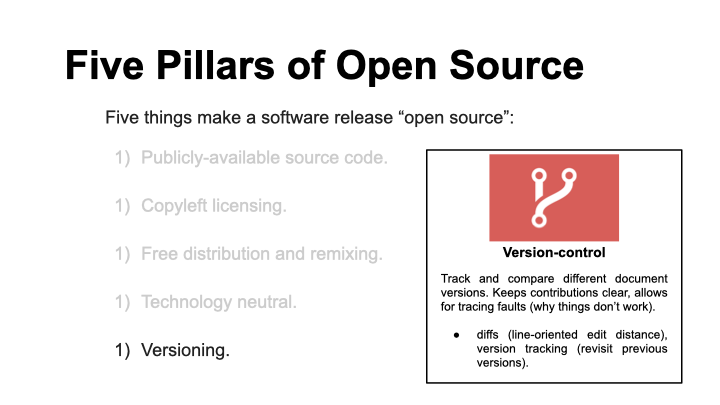 Five Pillars of Open Source
Five things make a software release “open source”:
1) Publicly-available source code.
1) Copyleft licensing.
1) Free distribution and remixing.
1) Technology neutral.
1) Versioning.
Version-control
Track and compare different document
versions. Keeps contributions clear, allows
for tracing faults (why things don’t work).
● diffs (line-oriented edit distance),
version tracking (revisit previous
versions).